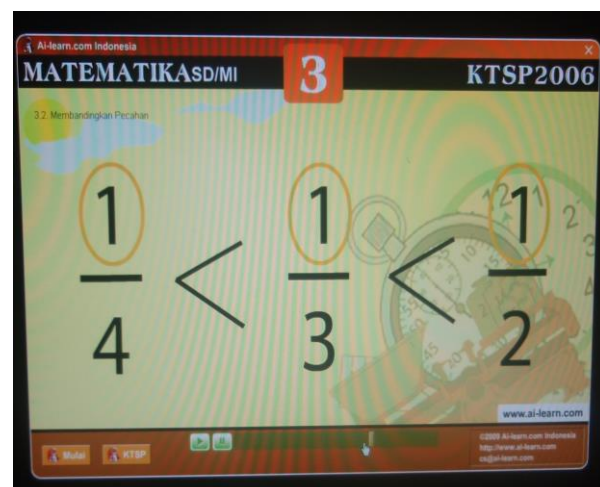 Ai-learn.com Indonesia
X
MATEMATIKA SD/MI 3 KTSP2006
3.2. Membandingkan Pecahan
1/4 < 1/3 < 1/2
www.ai-learn.com
Mulai KTSP
©2009 Ai-learn.com Indonesia
http://www.ai-learn.com
cs@ai-learn.com